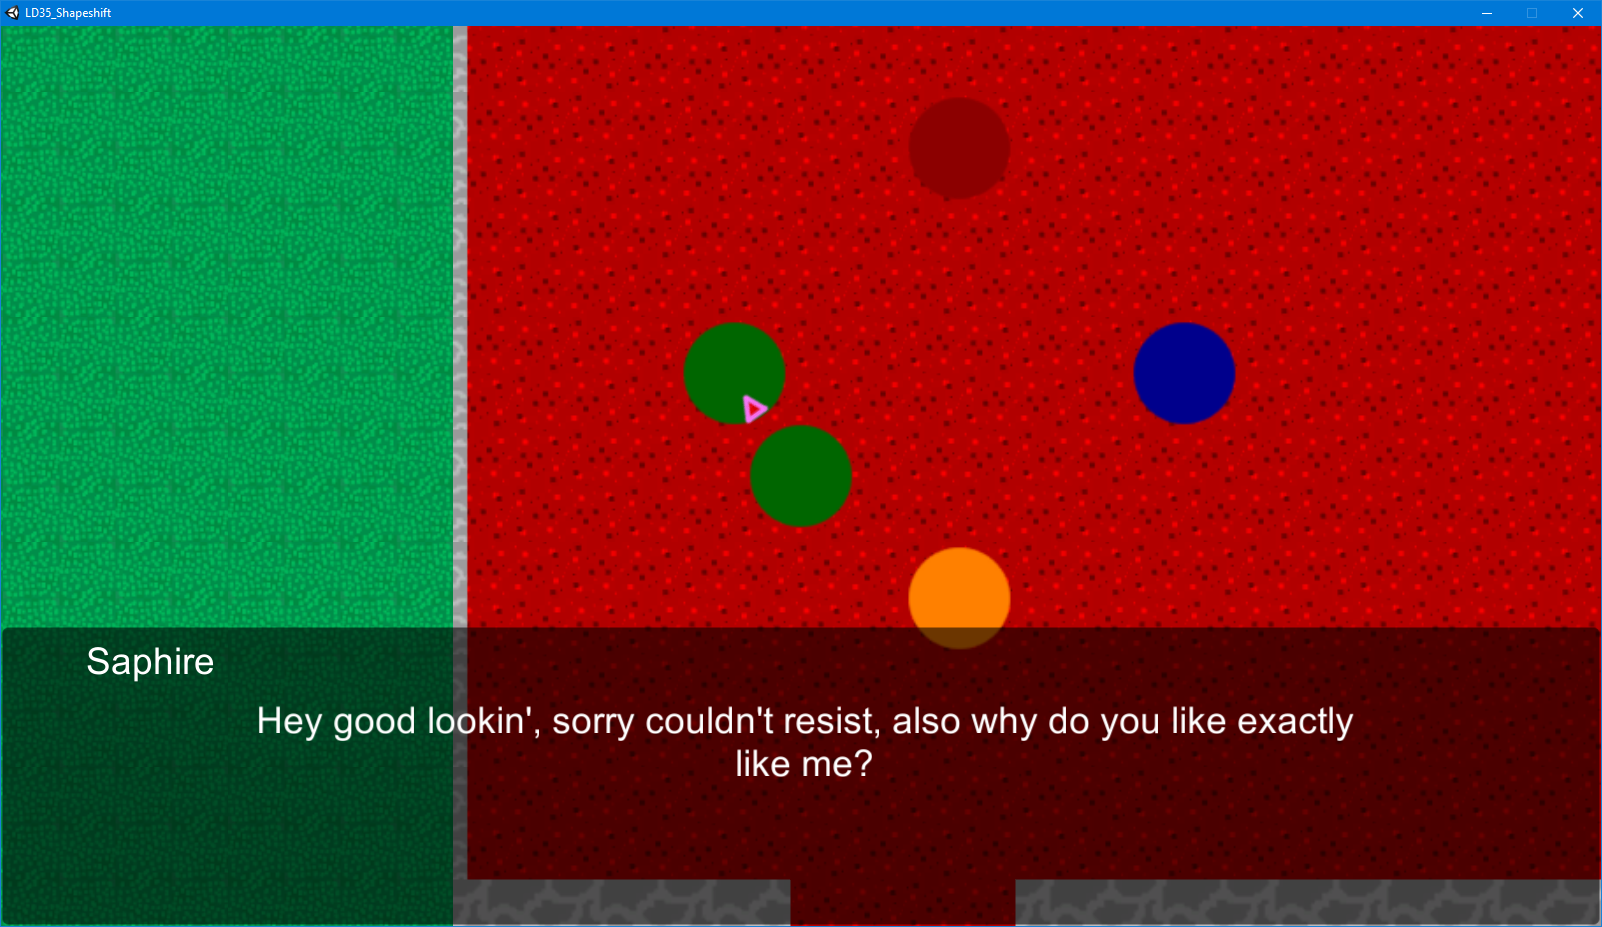 LD35_Shapeshift
Saphire
Hey good lookin', sorry couldn't resist, also why do you like exactly
like me?